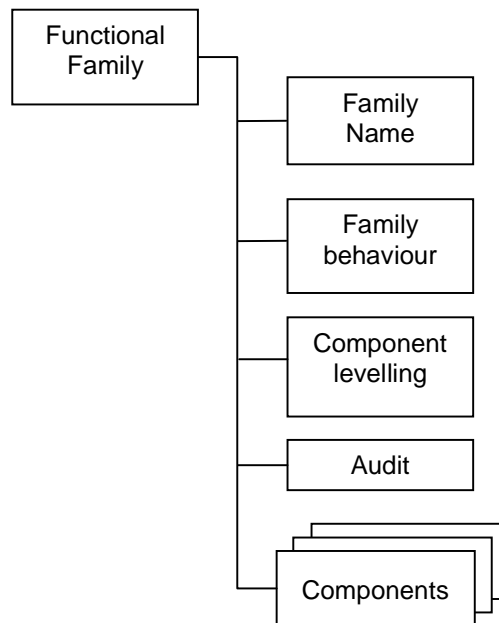 Functional
Family
Family
Name
Family
behaviour
Component
levelling
Audit
Components